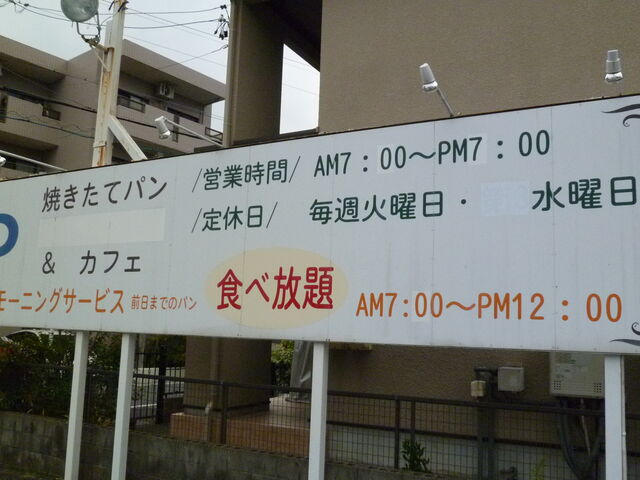 焼きたてパン
& カフェ
/営業時間/ AM7：00〜PM7：00
/定休日/ 毎週火曜日・ 水曜日
モーニングサービス 前日までのパン 食べ放題 AM7:00〜PM12：00